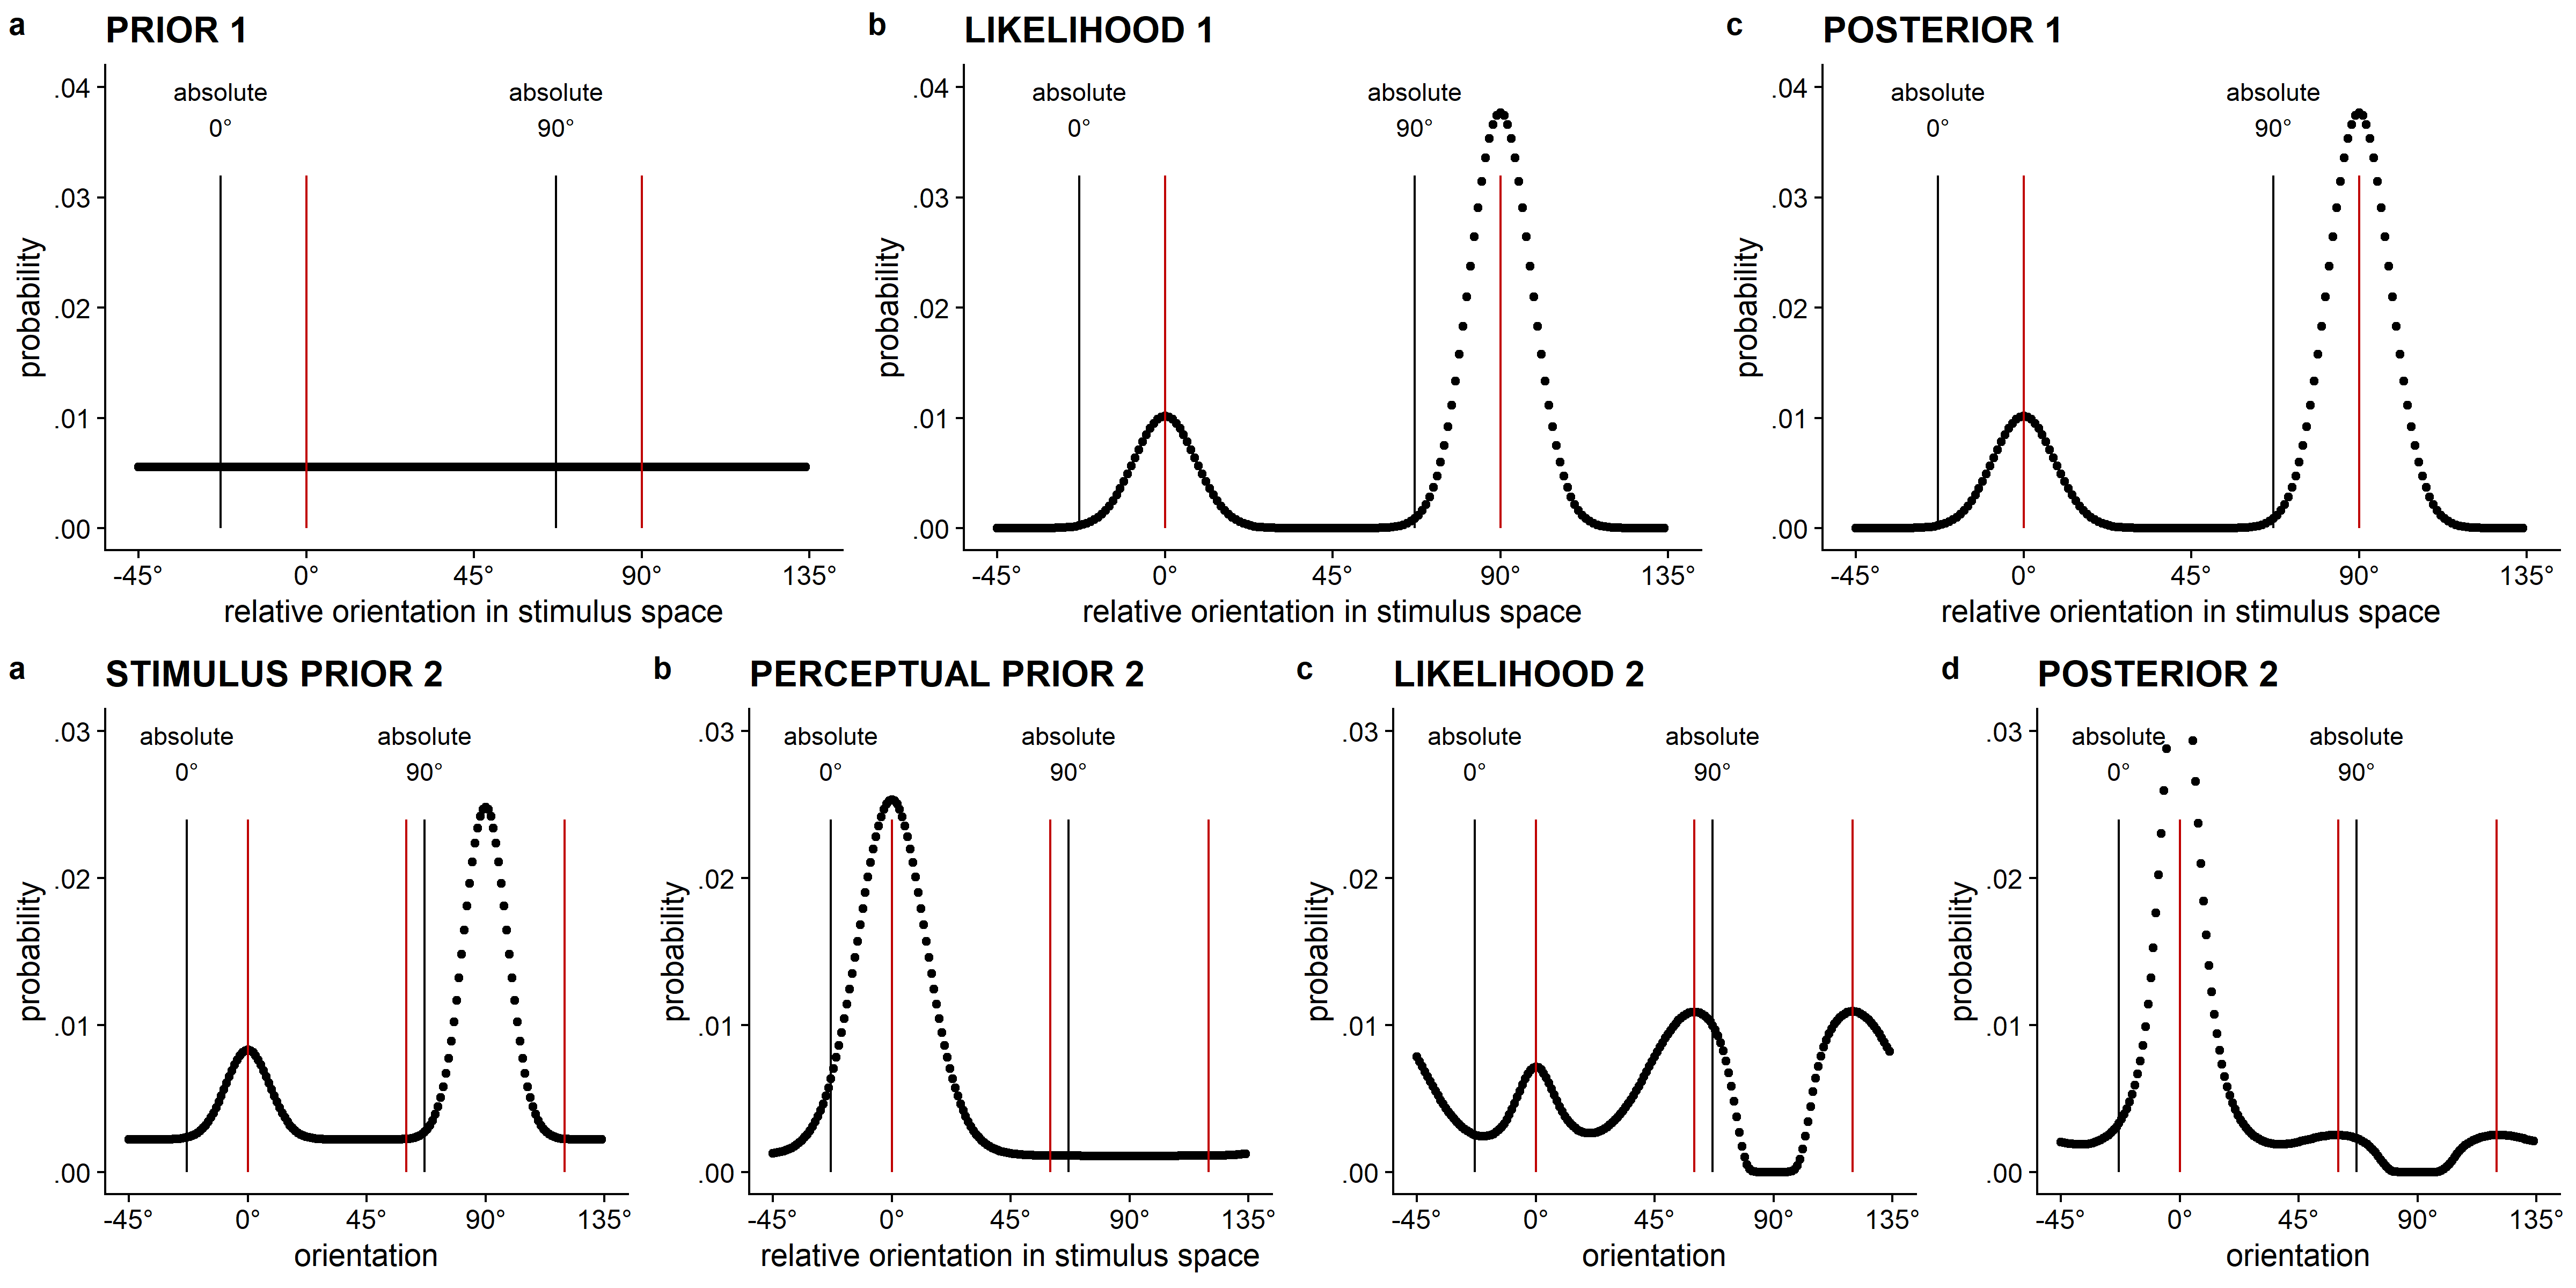 a PRIOR 1
absolute 0°
absolute 90°
.04
.03
.02
.01
.00
probability
-45° 0° 45° 90° 135°
relative orientation in stimulus space
b LIKELIHOOD 1
absolute 0°
absolute 90°
.04
.03
.02
.01
.00
probability
-45° 0° 45° 90° 135°
relative orientation in stimulus space
c POSTERIOR 1
absolute 0°
absolute 90°
.04
.03
.02
.01
.00
probability
-45° 0° 45° 90° 135°
relative orientation in stimulus space
a STIMULUS PRIOR 2
absolute 0°
absolute 90°
.03
.02
.01
.00
probability
-45° 0° 45° 90° 135°
orientation
b PERCEPTUAL PRIOR 2
absolute 0°
absolute 90°
.03
.02
.01
.00
probability
-45° 0° 45° 90° 135°
relative orientation in stimulus space
c LIKELIHOOD 2
absolute 0°
absolute 90°
.03
.02
.01
.00
probability
-45° 0° 45° 90° 135°
orientation
d POSTERIOR 2
absolute 0°
absolute 90°
.03
.02
.01
.00
probability
-45° 0° 45° 90° 135°
orientation